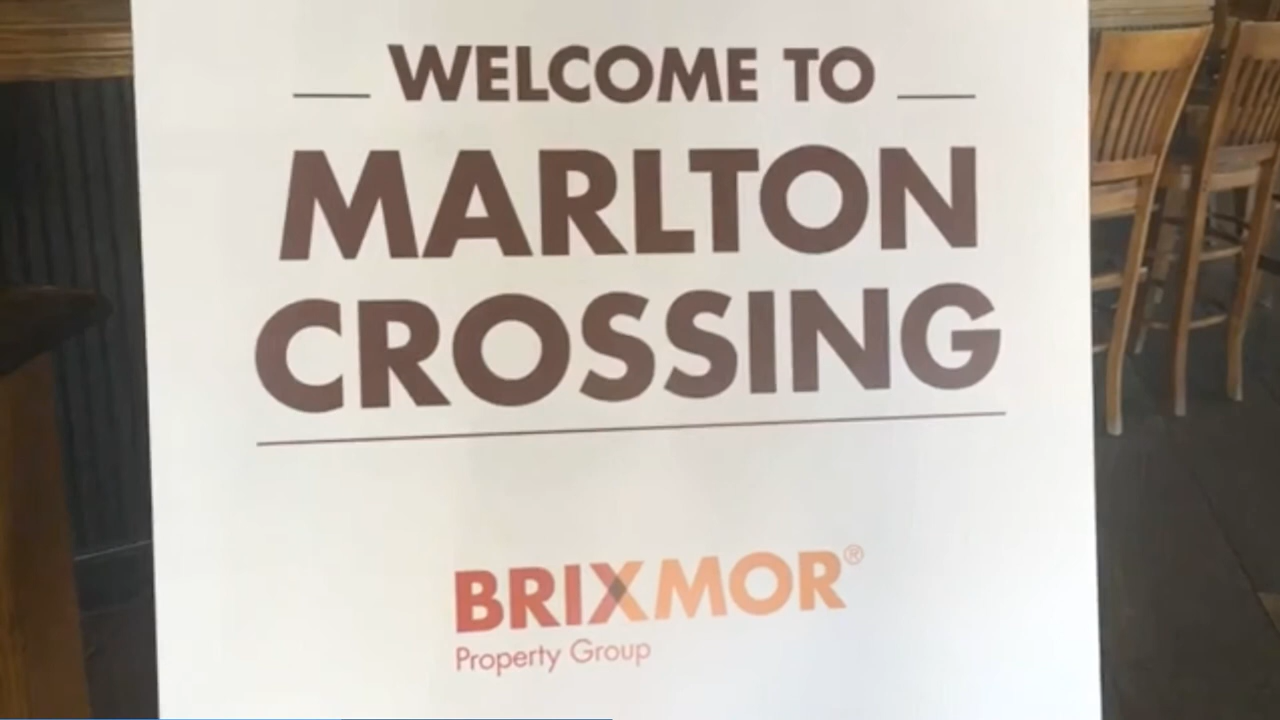 WELCOME TO
MARLTON
CROSSING
BRIXMOR®
Property Group